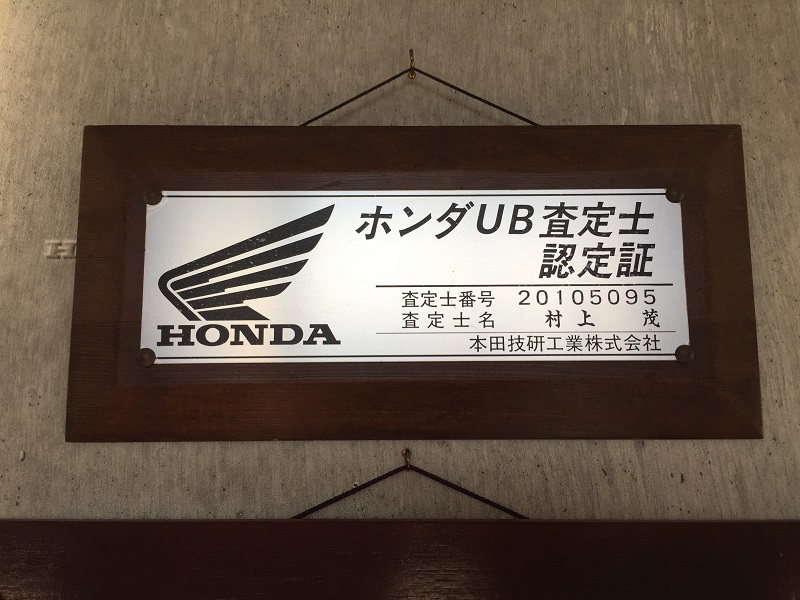 ホンダUB査定士
認定証
HONDA
査定士番号 20105095
査定士名 村上 茂
本田技研工業株式会社
H